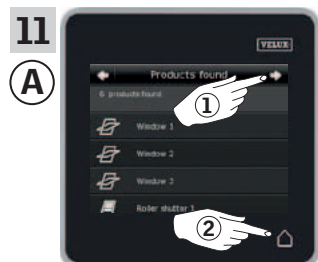 11
A
VELUX
Products found
6 products found
1
Window 1
Window 2
Window 3
Roller shutter 1
2